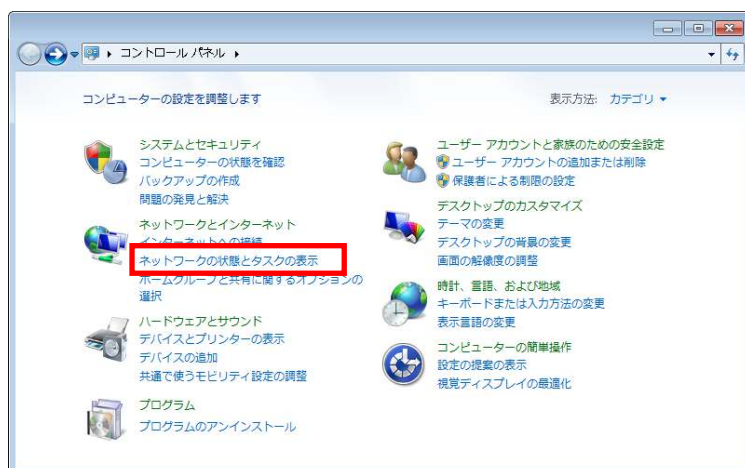 コントロール パネル
コンピューターの設定を調整します
表示方法: カテゴリ
システムとセキュリティ
コンピューターの状態を確認
バックアップの作成
問題の発見と解決
ネットワークとインターネット
インターネットへの接続
ネットワークの状態とタスクの表示
ホームグループと共有に関するオプションの
選択
ハードウェアとサウンド
デバイスとプリンターの表示
デバイスの追加
共通で使うモビリティ設定の調整
プログラム
プログラムのアンインストール
ユーザー アカウントと家族のための安全設定
ユーザー アカウントの追加または削除
保護者による制限の設定
デスクトップのカスタマイズ
テーマの変更
デスクトップの背景の変更
画面の解像度の調整
時計、言語、および地域
キーボードまたは入力方法の変更
表示言語の変更
コンピューターの簡単操作
設定の提案の表示
視覚ディスプレイの最適化